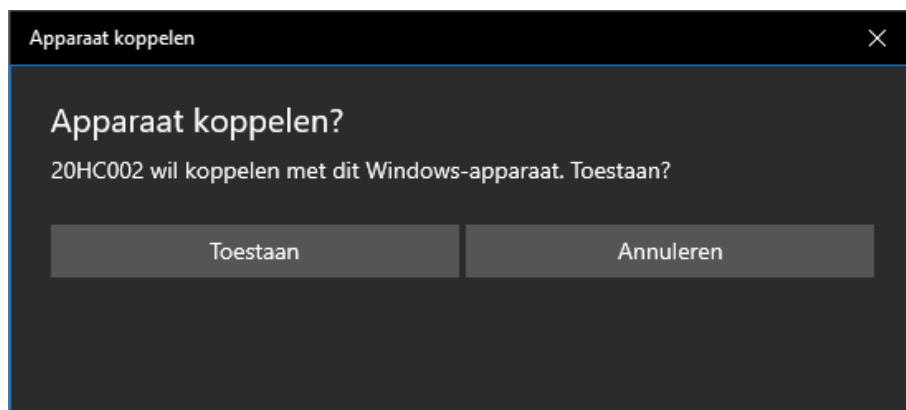 Apparaat koppelen
Apparaat koppelen?
20HC002 wil koppelen met dit Windows-apparaat. Toestaan?
Toestaan
Annuleren